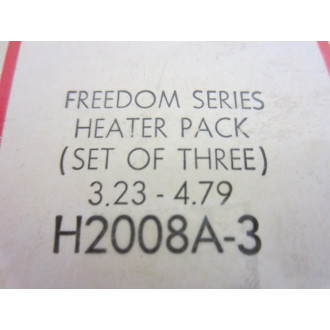 FREEDOM SERIES
HEATER PACK
(SET OF THREE)
3.23 - 4.79
H2008A-3